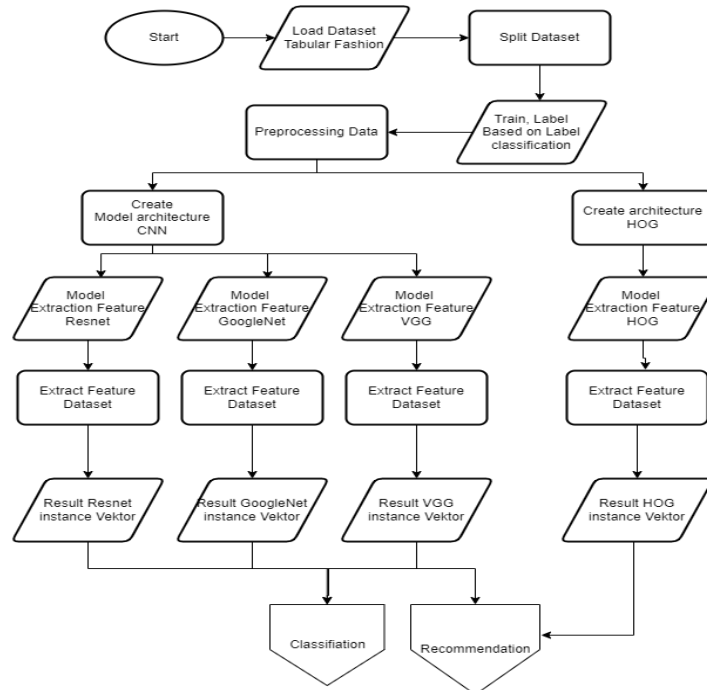 Start
Load Dataset
Tabular Fashion
Split Dataset
Train, Label
Based on Label
classification
Preprocessing Data
Create
Model architecture
CNN
Create architecture
HOG
Model
Extraction Feature
Resnet
Model
Extraction Feature
GoogleNet
Model
Extraction Feature
VGG
Model
Extraction Feature
HOG
Extract Feature
Dataset
Extract Feature
Dataset
Extract Feature
Dataset
Extract Feature
Dataset
Result Resnet
instance Vektor
Result GoogleNet
instance Vektor
Result VGG
instance Vektor
Result HOG
instance Vektor
Classifiation
Recommendation